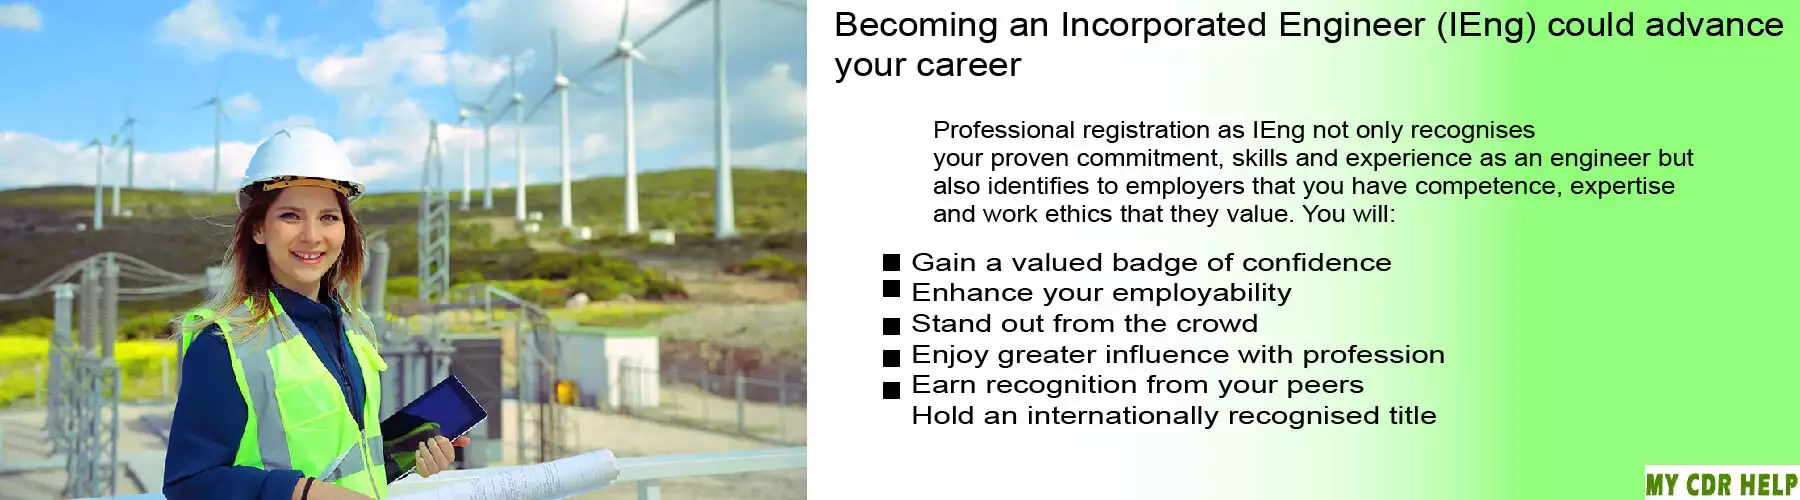 Becoming an Incorporated Engineer (IEng) could advance
your career
Professional registration as IEng not only recognises
your proven commitment, skills and experience as an engineer but
also identifies to employers that you have competence, expertise
and work ethics that they value. You will:
Gain a valued badge of confidence
Enhance your employability
Stand out from the crowd
Enjoy greater influence with profession
Earn recognition from your peers
Hold an internationally recognised title
MY CDR HELP